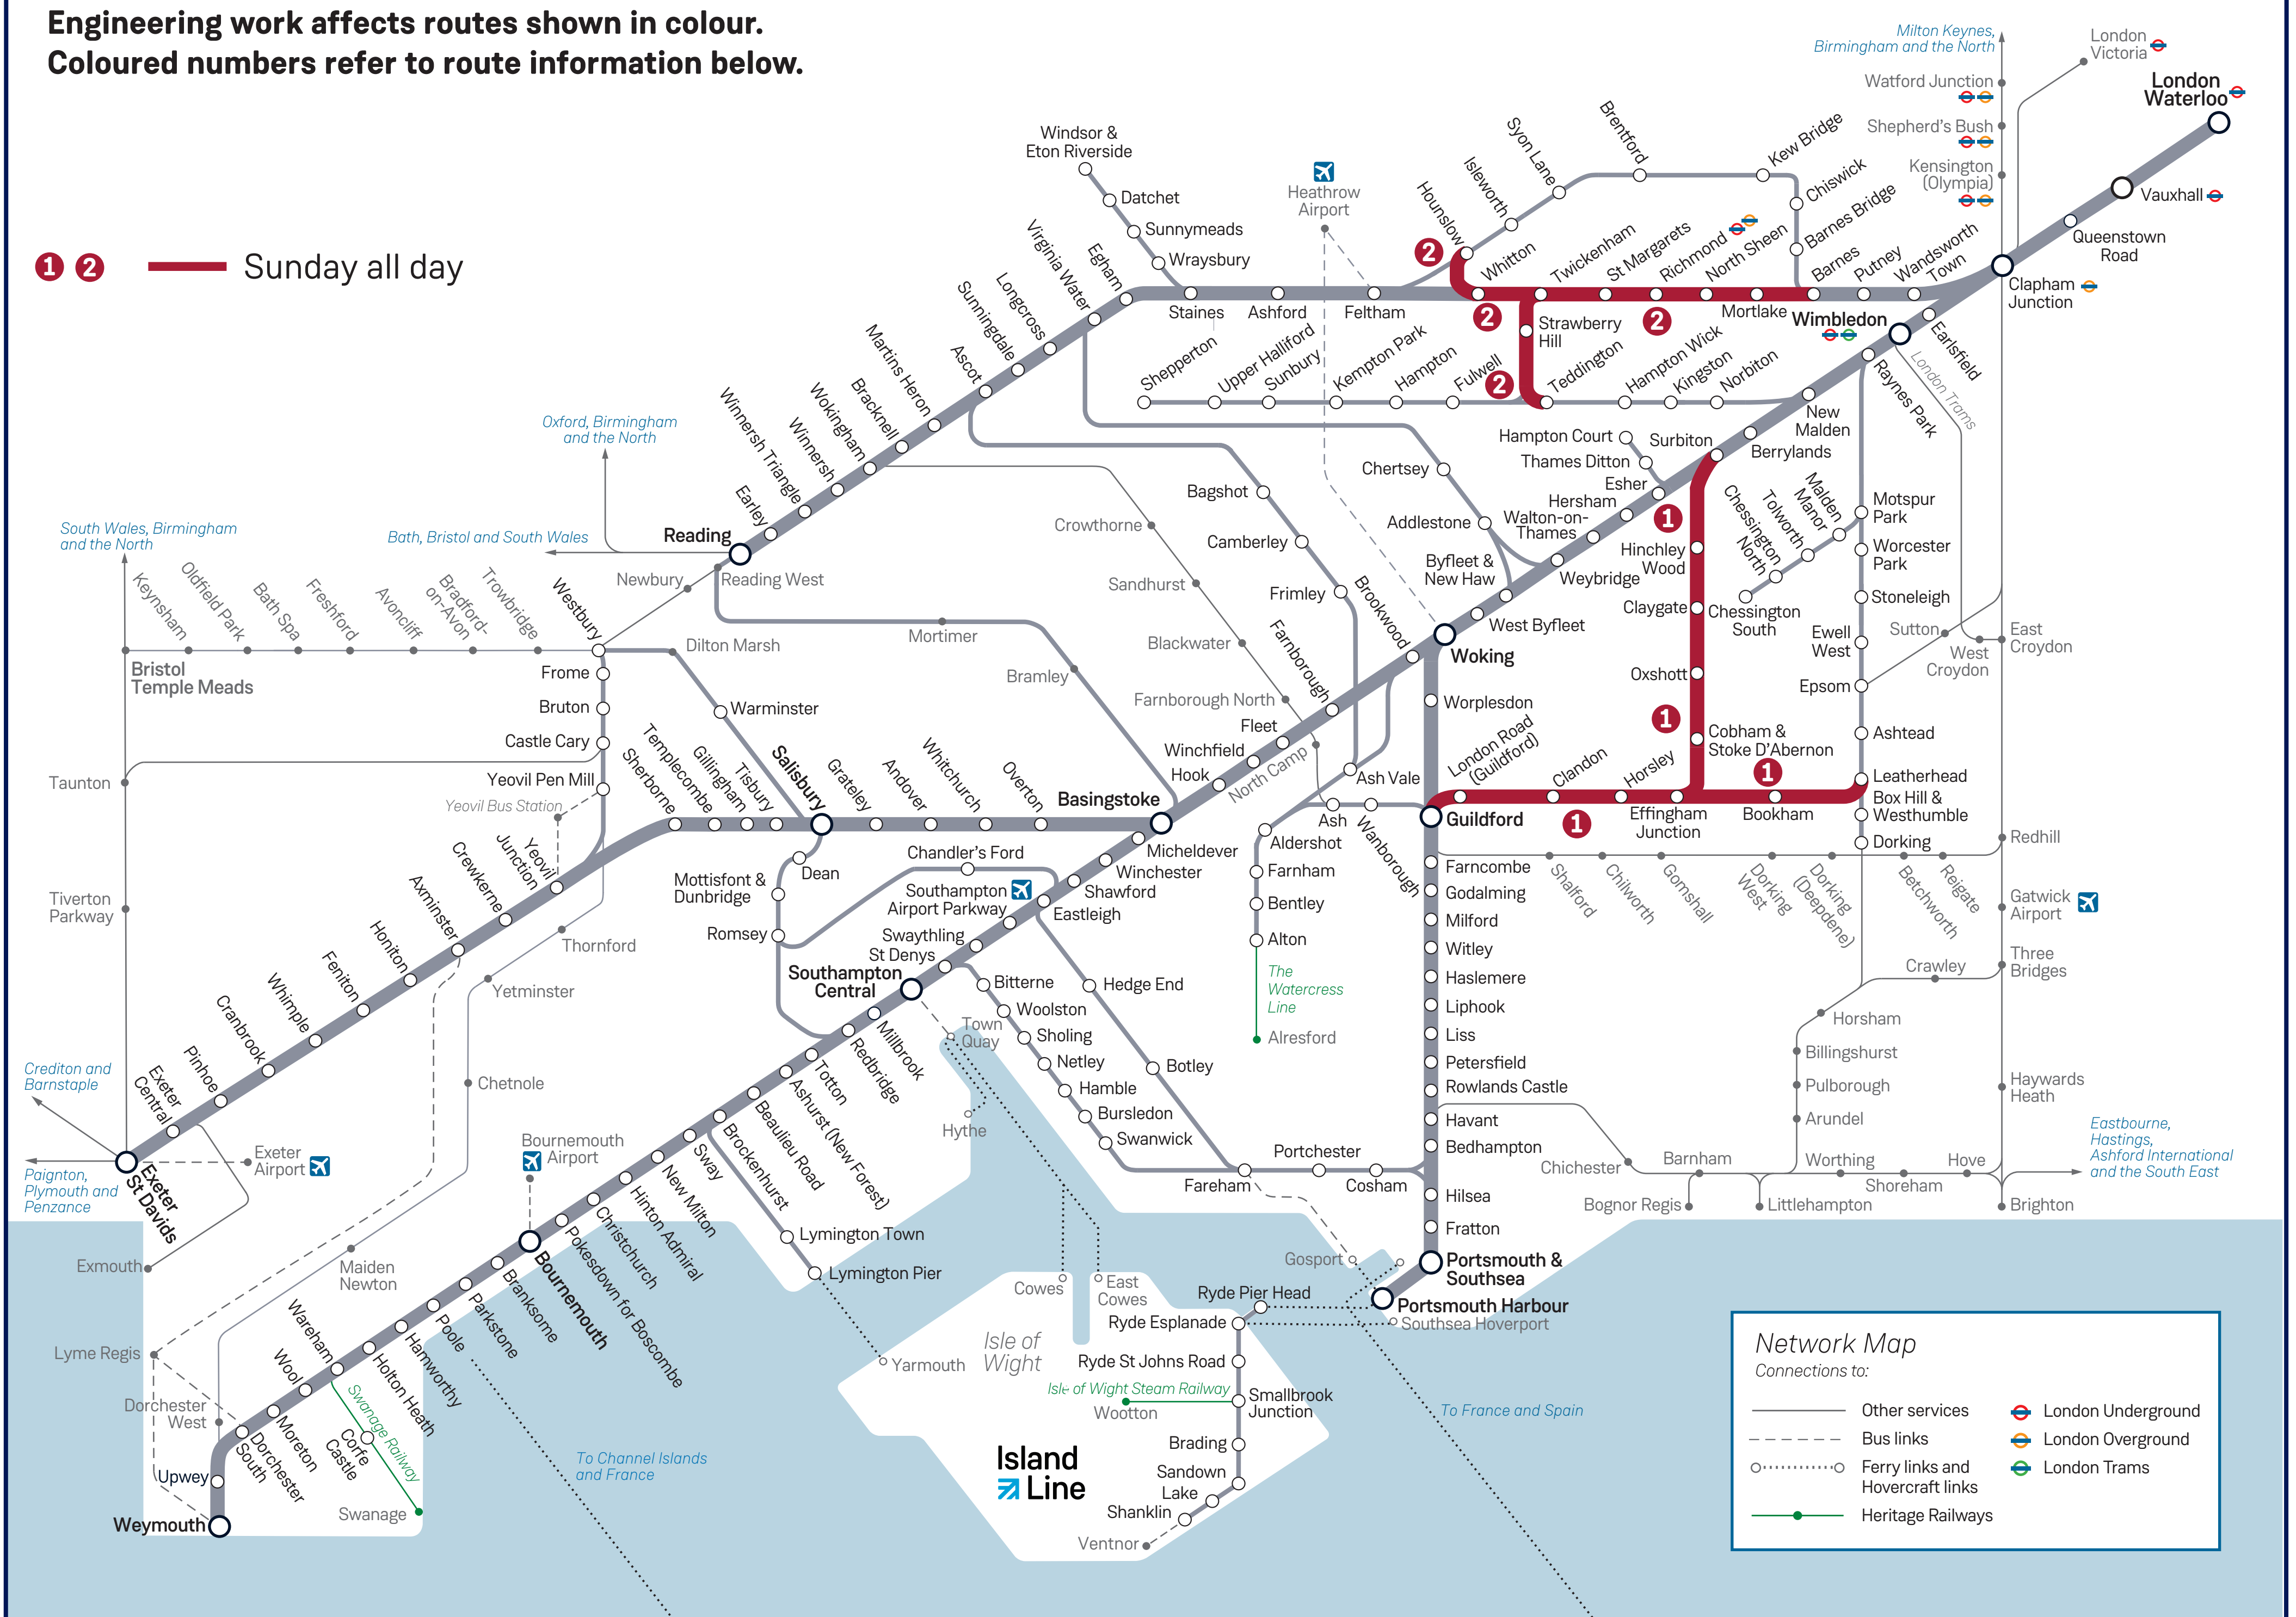 Engineering work affects routes shown in colour.
Coloured numbers refer to route information below.
1 2 Sunday all day
Milton Keynes,
Birmingham and the North
London
Victoria
Watford Junction
London
Waterloo
Shepherd's Bush
Kensington
(Olympia)
Vauxhall
Queenstown
Road
Clapham
Junction
Windsor &
Eton Riverside
Datchet
Sunnymeads
Wraysbury
Heathrow
Airport
Hounslow
Isleworth
Syon Lane
Brentford
Kew Bridge
Chiswick
Barnes Bridge
2
Whitton
Twickenham
St Margarets
Richmond
North Sheen
Mortlake
Barnes
Putney
Wandsworth
Town
2
2
Virginia Water
Egham
Staines
Ashford
Feltham
Wimbledon
Earlsfield
London Trams
Raynes Park
Strawberry
Hill
Shepperton
Upper Halliford
Sunbury
Kempton Park
Hampton
Fulwell
2
Teddington
Hampton Wick
Kingston
Norbiton
New
Malden
Berrylands
Surbiton
Hampton Court
Thames Ditton
Esher
Hersham
Walton-on-
Thames
Weybridge
Byfleet &
New Haw
West Byfleet
Chertsey
Addlestone
Longcross
Sunningdale
Ascot
Martins Heron
Bracknell
Wokingham
Winnersh
Winnersh Triangle
Earley
Reading
Oxford, Birmingham
and the North
Bath, Bristol and South Wales
South Wales, Birmingham
and the North
Newbury
Reading West
Mortimer
Bramley
Bagshot
Camberley
Frimley
Crowthorne
Sandhurst
Blackwater
Farnborough North
North Camp
Brookwood
Farnborough
Fleet
Winchfield
Hook
Woking
Worplesdon
1
Hinchley
Wood
Claygate
Oxshott
1
Cobham &
Stoke D'Abernon
Malden
Manor
Tolworth
Chessington
North
Chessington
South
Motspur
Park
Worcester
Park
Stoneleigh
Ewell
West
Epsom
Ashtead
Leatherhead
Box Hill &
Westhumble
Dorking
Sutton
West
Croydon
East
Croydon
London Road
(Guildford)
Clandon
Horsley
Effingham
Junction
1
Bookham
1
Guildford
Ash Vale
Ash
Wanborough
Aldershot
Farnham
Bentley
Alton
The
Watercress
Line
Alresford
Farncombe
Godalming
Milford
Witley
Haslemere
Liphook
Liss
Petersfield
Rowlands Castle
Havant
Bedhampton
Hilsea
Fratton
Portsmouth &
Southsea
Portsmouth Harbour
Southsea Hoverport
Shalford
Chilworth
Gomshall
Dorking
West
Dorking
(Deepdene)
Betchworth
Reigate
Redhill
Gatwick
Airport
Three
Bridges
Crawley
Horsham
Billingshurst
Pulborough
Arundel
Haywards
Heath
Eastbourne,
Hastings,
Ashford International
and the South East
Chichester
Barnham
Bognor Regis
Littlehampton
Worthing
Shoreham
Hove
Brighton
Keynsham
Oldfield Park
Bath Spa
Freshford
Avoncliff
Bradford-
on-Avon
Trowbridge
Westbury
Bristol
Temple Meads
Dilton Marsh
Warminster
Frome
Bruton
Castle Cary
Yeovil Pen Mill
Yeovil Bus Station
Taunton
Tiverton
Parkway
Sherborne
Templecombe
Gillingham
Tisbury
Salisbury
Grateley
Andover
Whitchurch
Overton
Basingstoke
Yeovil
Junction
Crewkerne
Axminster
Honiton
Feniton
Whimple
Cranbrook
Pinhoe
Exeter
Central
Exeter
St Davids
Crediton and
Barnstaple
Paignton,
Plymouth and
Penzance
Exeter
Airport
Exmouth
Thornford
Yetminster
Chetnole
Maiden
Newton
Lyme Regis
Dorchester
West
Micheldever
Winchester
Shawford
Eastleigh
Chandler's Ford
Southampton
Airport Parkway
Swaythling
St Denys
Southampton
Central
Dean
Mottisfont &
Dunbridge
Romsey
Hedge End
Botley
Bitterne
Woolston
Sholing
Netley
Hamble
Bursledon
Swanwick
Fareham
Portchester
Cosham
Town
Quay
Hythe
Millbrook
Redbridge
Totton
Ashurst (New Forest)
Beaulieu Road
Brockenhurst
Sway
New Milton
Hinton Admiral
Christchurch
Pokesdown for Boscombe
Bournemouth
Bournemouth
Airport
Branksome
Parkstone
Poole
Hamworthy
Holton Heath
Wareham
Wool
Moreton
Dorchester
South
Upwey
Weymouth
Swanage Railway
Corfe
Castle
Swanage
Lymington Town
Lymington Pier
Yarmouth
Cowes
East
Cowes
Gosport
Ryde Pier Head
Ryde Esplanade
Ryde St Johns Road
Isle of Wight Steam Railway
Wootton
Smallbrook
Junction
Brading
Sandown
Lake
Shanklin
Ventnor
Isle of
Wight
Island
Line
To Channel Islands
and France
To France and Spain
Network Map
Connections to:
Other services
Bus links
Ferry links and
Hovercraft links
Heritage Railways
London Underground
London Overground
London Trams